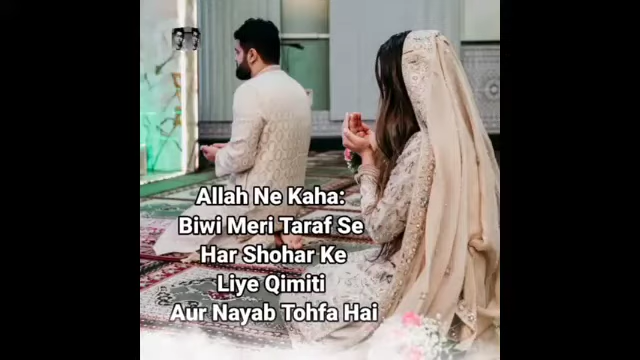 Allah Ne Kaha:
Biwi Meri Taraf Se
Har Shohar Ke
Liye Qimiti
Aur Nayab Tohfa Hai